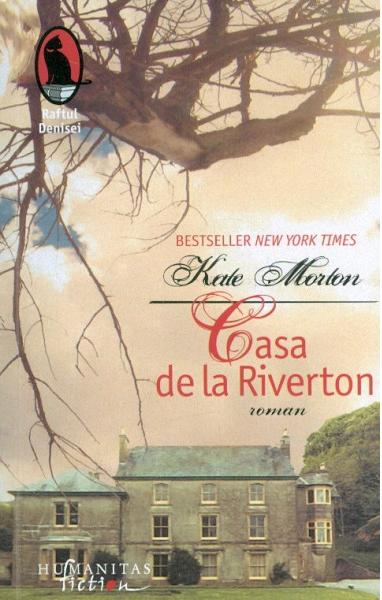 Raftul
Denisei
BESTSELLER NEW YORK TIMES
Kate Morton
Casa
de la Riverton
roman
HUMANITAS
fiction